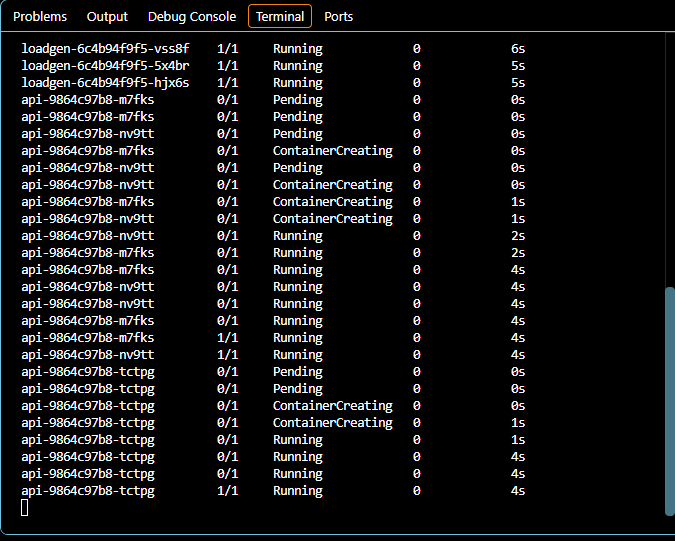 Problems Output Debug Console Terminal Ports
loadgen-6c4b94f9f5-vss8f 1/1 Running 0 6s
loadgen-6c4b94f9f5-5x4br 1/1 Running 0 5s
loadgen-6c4b94f9f5-hjx6s 1/1 Running 0 5s
api-9864c97b8-m7fks 0/1 Pending 0 0s
api-9864c97b8-m7fks 0/1 Pending 0 0s
api-9864c97b8-nv9tt 0/1 Pending 0 0s
api-9864c97b8-m7fks 0/1 ContainerCreating 0 0s
api-9864c97b8-nv9tt 0/1 Pending 0 0s
api-9864c97b8-nv9tt 0/1 ContainerCreating 0 0s
api-9864c97b8-m7fks 0/1 ContainerCreating 0 1s
api-9864c97b8-nv9tt 0/1 ContainerCreating 0 1s
api-9864c97b8-nv9tt 0/1 Running 0 2s
api-9864c97b8-m7fks 0/1 Running 0 2s
api-9864c97b8-m7fks 0/1 Running 0 4s
api-9864c97b8-nv9tt 0/1 Running 0 4s
api-9864c97b8-nv9tt 0/1 Running 0 4s
api-9864c97b8-m7fks 0/1 Running 0 4s
api-9864c97b8-m7fks 1/1 Running 0 4s
api-9864c97b8-nv9tt 1/1 Running 0 4s
api-9864c97b8-tctpg 0/1 Pending 0 0s
api-9864c97b8-tctpg 0/1 Pending 0 0s
api-9864c97b8-tctpg 0/1 ContainerCreating 0 0s
api-9864c97b8-tctpg 0/1 ContainerCreating 0 1s
api-9864c97b8-tctpg 0/1 Running 0 1s
api-9864c97b8-tctpg 0/1 Running 0 4s
api-9864c97b8-tctpg 0/1 Running 0 4s
api-9864c97b8-tctpg 1/1 Running 0 4s